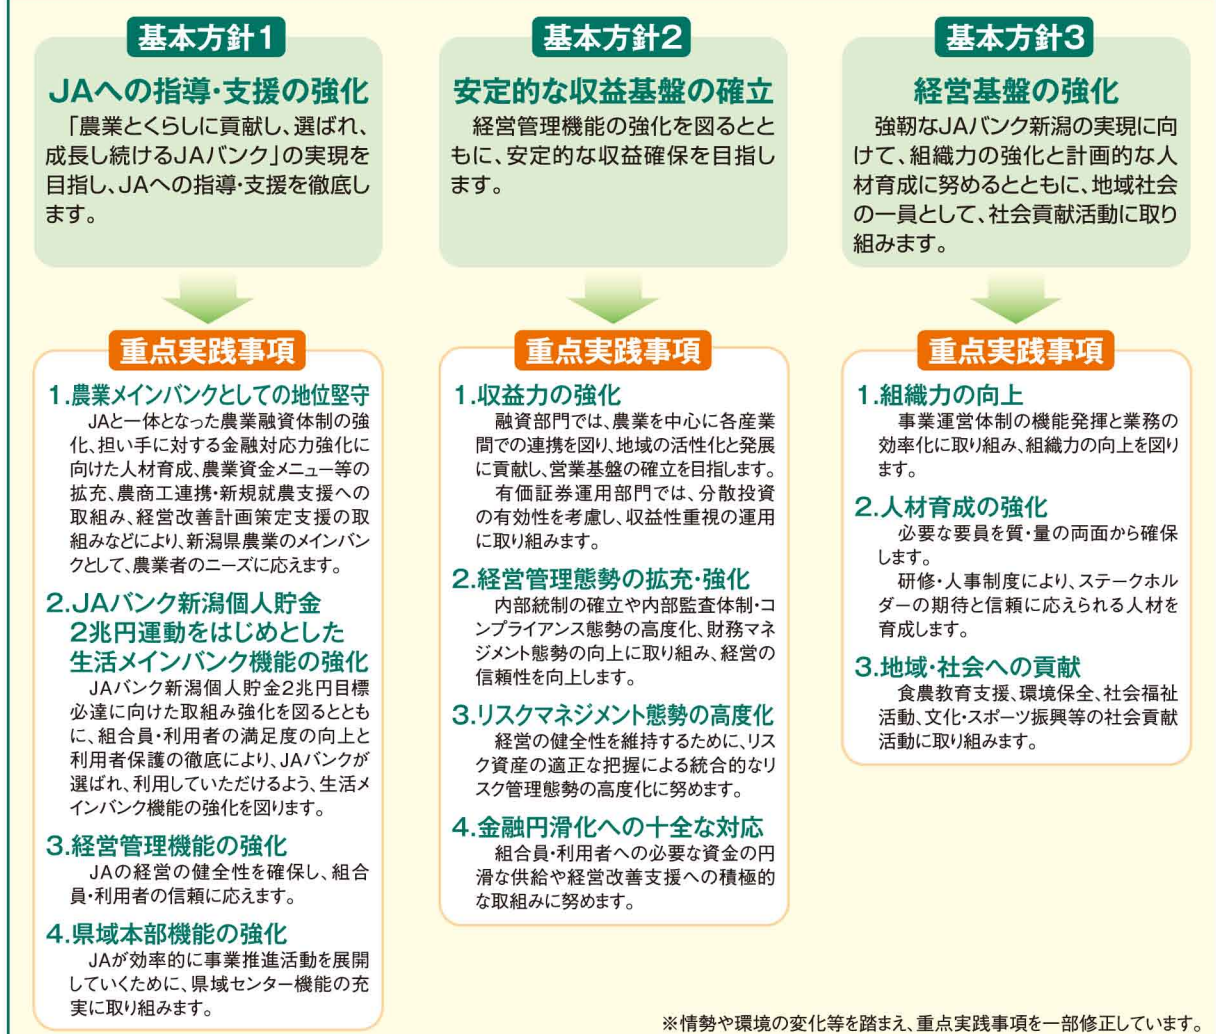 基本方針1
JAへの指導・支援の強化
「農業とくらしに貢献し、選ばれ、
成長し続けるJAバンク」の実現を
目指し、JAへの指導・支援を徹底し
ます。
重点実践事項
1.農業メインバンクとしての地位堅守
JAと一体となった農業融資体制の強
化、担い手に対する金融対応力強化に
向けた人材育成、農業資金メニュー等の
拡充、農商工連携・新規就農支援への
取組み、経営改善計画策定支援の取
組みなどにより、新潟県農業のメインバン
クとして、農業者のニーズに応えます。
2.JAバンク新潟個人貯金
2兆円運動をはじめとした
生活メインバンク機能の強化
JAバンク新潟個人貯金2兆円目標
必達に向けた取組み強化を図るととも
に、組合員・利用者の満足度の向上と
利用者保護の徹底により、JAバンクが
選ばれ、利用していただけるよう、生活メ
インバンク機能の強化を図ります。
3.経営管理機能の強化
JAの経営の健全性を確保し、組合
員・利用者の信頼に応えます。
4.県域本部機能の強化
JAが効率的に事業推進活動を展開
していくために、県域センター機能の充
実に取り組みます。
基本方針2
安定的な収益基盤の確立
経営管理機能の強化を図るとと
もに、安定的な収益確保を目指し
ます。
重点実践事項
1.収益力の強化
融資部門では、農業を中心に各産業
間での連携を図り、地域の活性化と発展
に貢献し、営業基盤の確立を目指します。
有価証券運用部門では、分散投資
の有効性を考慮し、収益性重視の運用
に取り組みます。
2.経営管理態勢の拡充・強化
内部統制の確立や内部監査体制・コ
ンプライアンス態勢の高度化、財務マネ
ジメント態勢の向上に取り組み、経営の
信頼性を向上します。
3.リスクマネジメント態勢の高度化
経営の健全性を維持するために、リス
ク資産の適正な把握による統合的なリ
スク管理態勢の高度化に努めます。
4.金融円滑化への十全な対応
組合員・利用者への必要な資金の円
滑な供給や経営改善支援への積極的
な取組みに努めます。
基本方針3
経営基盤の強化
強靭なJAバンク新潟の実現に向
けて、組織力の強化と計画的な人
材育成に努めるとともに、地域社会
の一員として、社会貢献活動に取り
組みます。
重点実践事項
1.組織力の向上
事業運営体制の機能発揮と業務の
効率化に取り組み、組織力の向上を図り
ます。
2.人材育成の強化
必要な要員を質・量の両面から確保
します。
研修・人事制度により、ステークホル
ダーの期待と信頼に応えられる人材を
育成します。
3.地域・社会への貢献
食農教育支援、環境保全、社会福祉
活動、文化・スポーツ振興等の社会貢献
活動に取り組みます。
※情勢や環境の変化等を踏まえ、重点実践事項を一部修正しています。